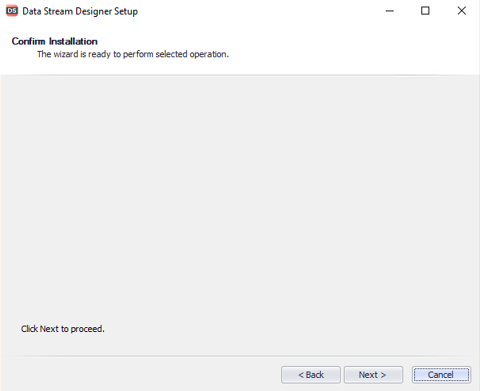 DS Data Stream Designer Setup
Confirm Installation
The wizard is ready to perform selected operation.
Click Next to proceed.
< Back Next > Cancel